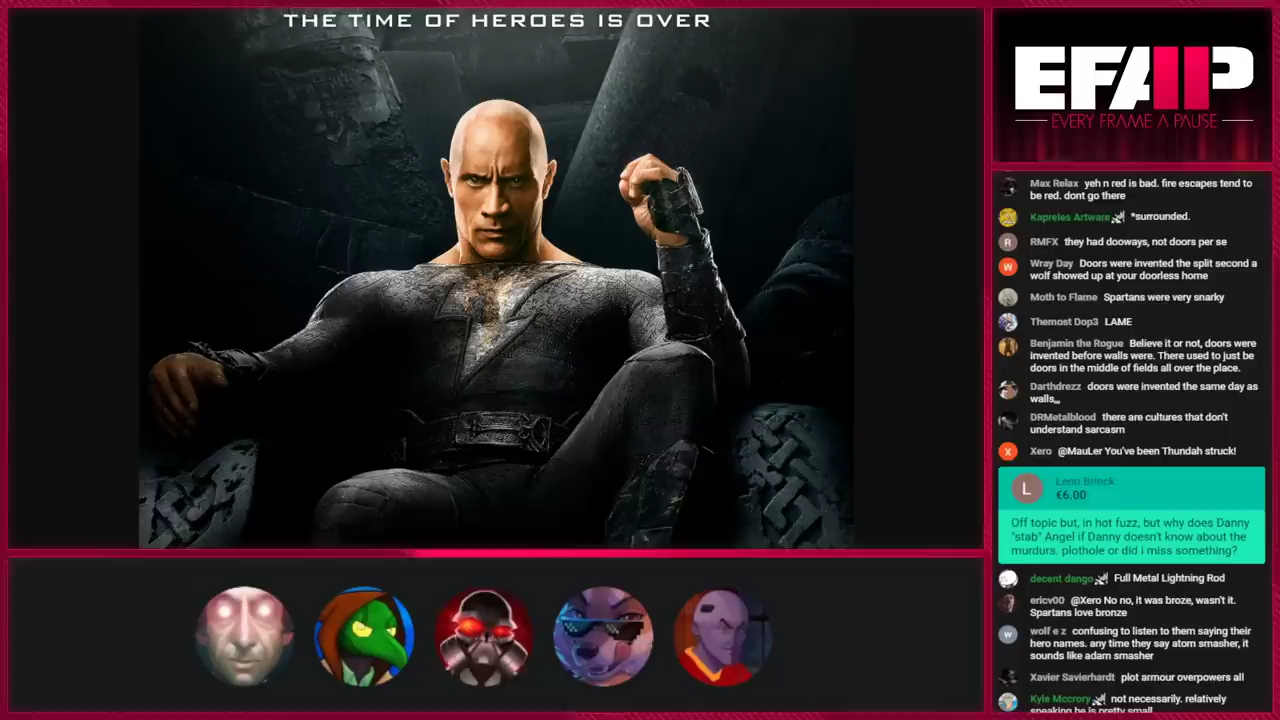 THE TIME OF HEROES IS OVER
EFAP
EVERY FRAME A PAUSE
Max Relax yeh n red is bad. fire escapes tend to
be red. dont go there
Kapreles Artware *surrounded.
R
RMFX they had dooways, not doors per se
W
Wray Day Doors were invented the split second a
wolf showed up at your doorless home
Moth to Flame Spartans were very snarky
Themost Dop3 LAME
Benjamin the Rogue Believe it or not, doors were
invented before walls were. There used to just be
doors in the middle of fields all over the place.
Darthdrezz doors were invented the same day as
walls,,,
DRMetalblood there are cultures that don't
understand sarcasm
X
Xero @MauLer You've been Thundah struck!
L
Leon Brinck
€6.00
Off topic but, in hot fuzz, but why does Danny
"stab" Angel if Danny doesn't know about the
murdurs. plothole or did i miss something?
decent dango Full Metal Lightning Rod
ericv00 @Xero No no, it was broze, wasn't it.
Spartans love bronze
W
wolf e z confusing to listen to them saying their
hero names. any time they say atom smasher, it
sounds like adam smasher
Xavier Savierhardt plot armour overpowers all
Kyle Mccrory not necessarily. relatively
speaking he is pretty small